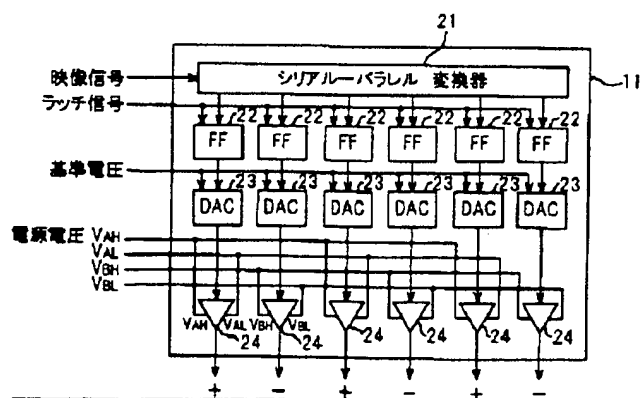 21
映像信号
シリアルーパラレル 変換器
11
ラッチ信号
22 22 22 22 22 22
FF FF FF FF FF FF
基準電圧
23 23 23 23 23 23
DAC DAC DAC DAC DAC DAC
電源電圧 VAH
VAL
VBH
VBL
VAH VAL VBH VBL
24 24 24 24 24 24
+ − + − + −